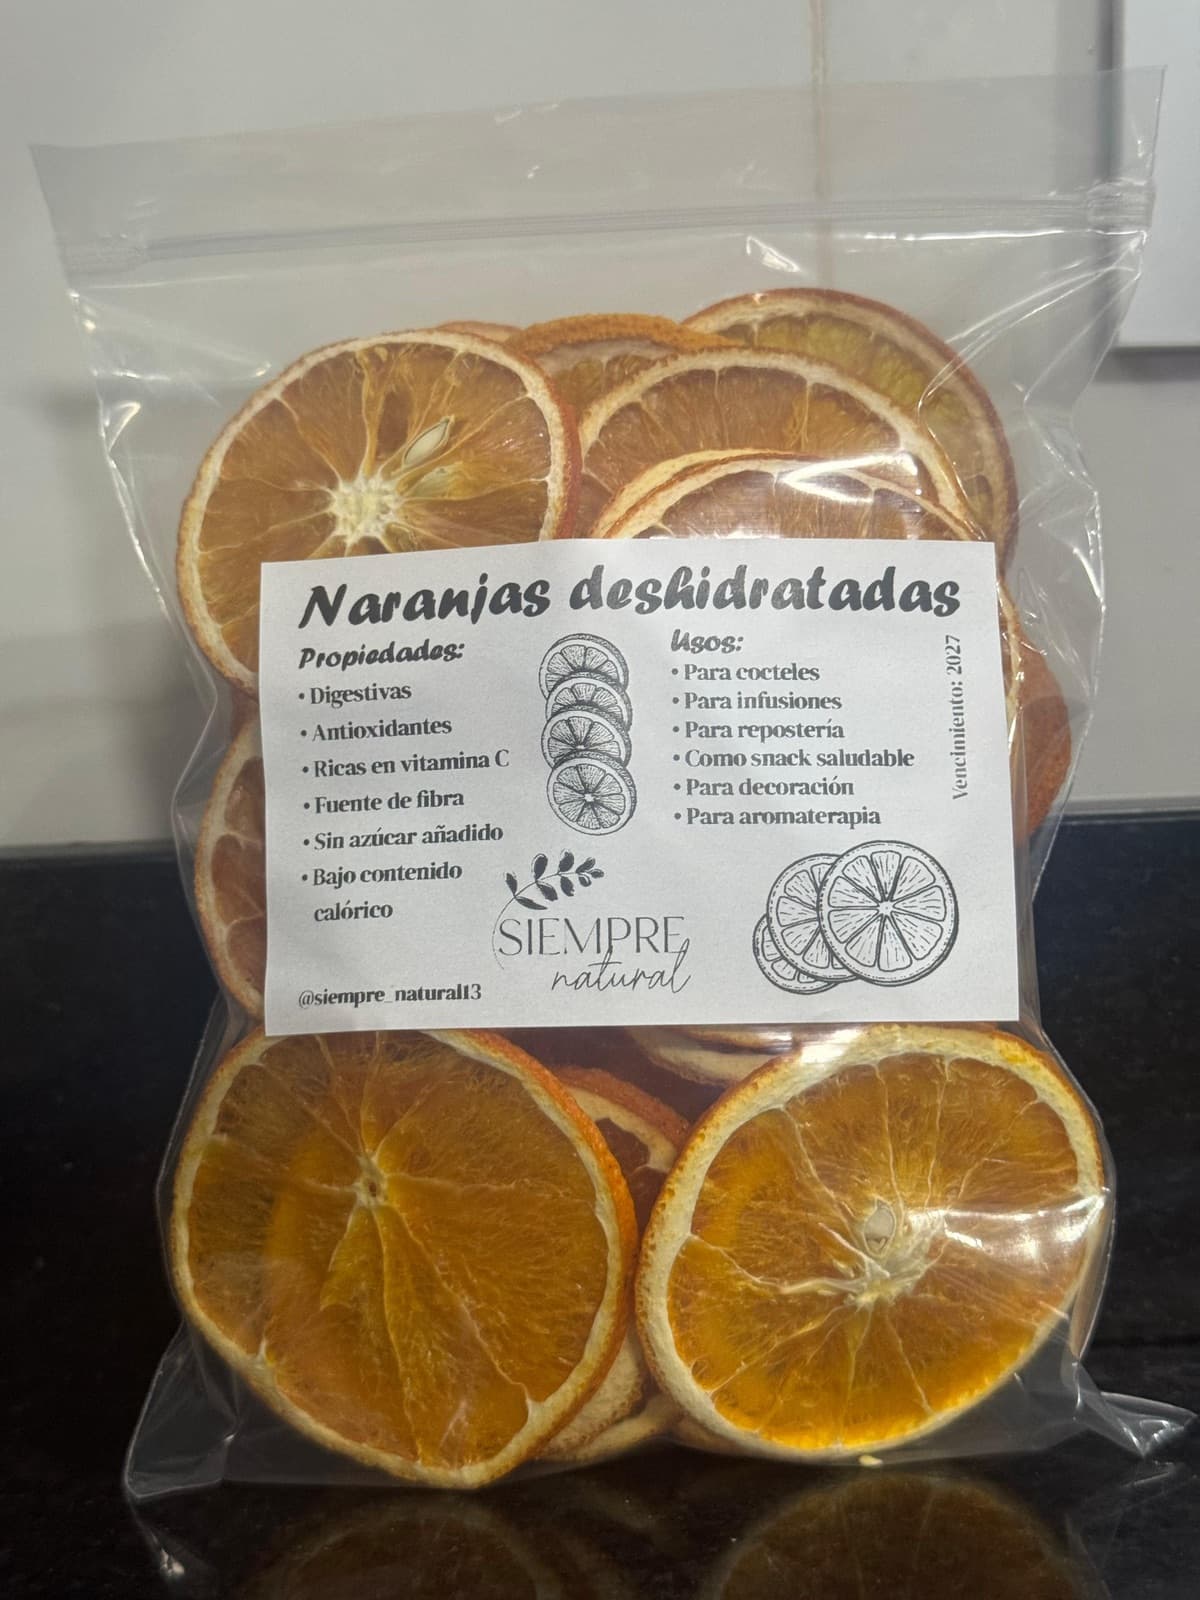 Naranjas deshidratadas
Propiedades:
• Digestivas
• Antioxidantes
• Ricas en vitamina C
• Fuente de fibra
• Sin azúcar añadido
• Bajo contenido
calórico
Usos:
• Para cocteles
• Para infusiones
• Para repostería
• Como snack saludable
• Para decoración
• Para aromaterapia
Vencimiento: 2027
SIEMPRE
natural
@siempre_natural13